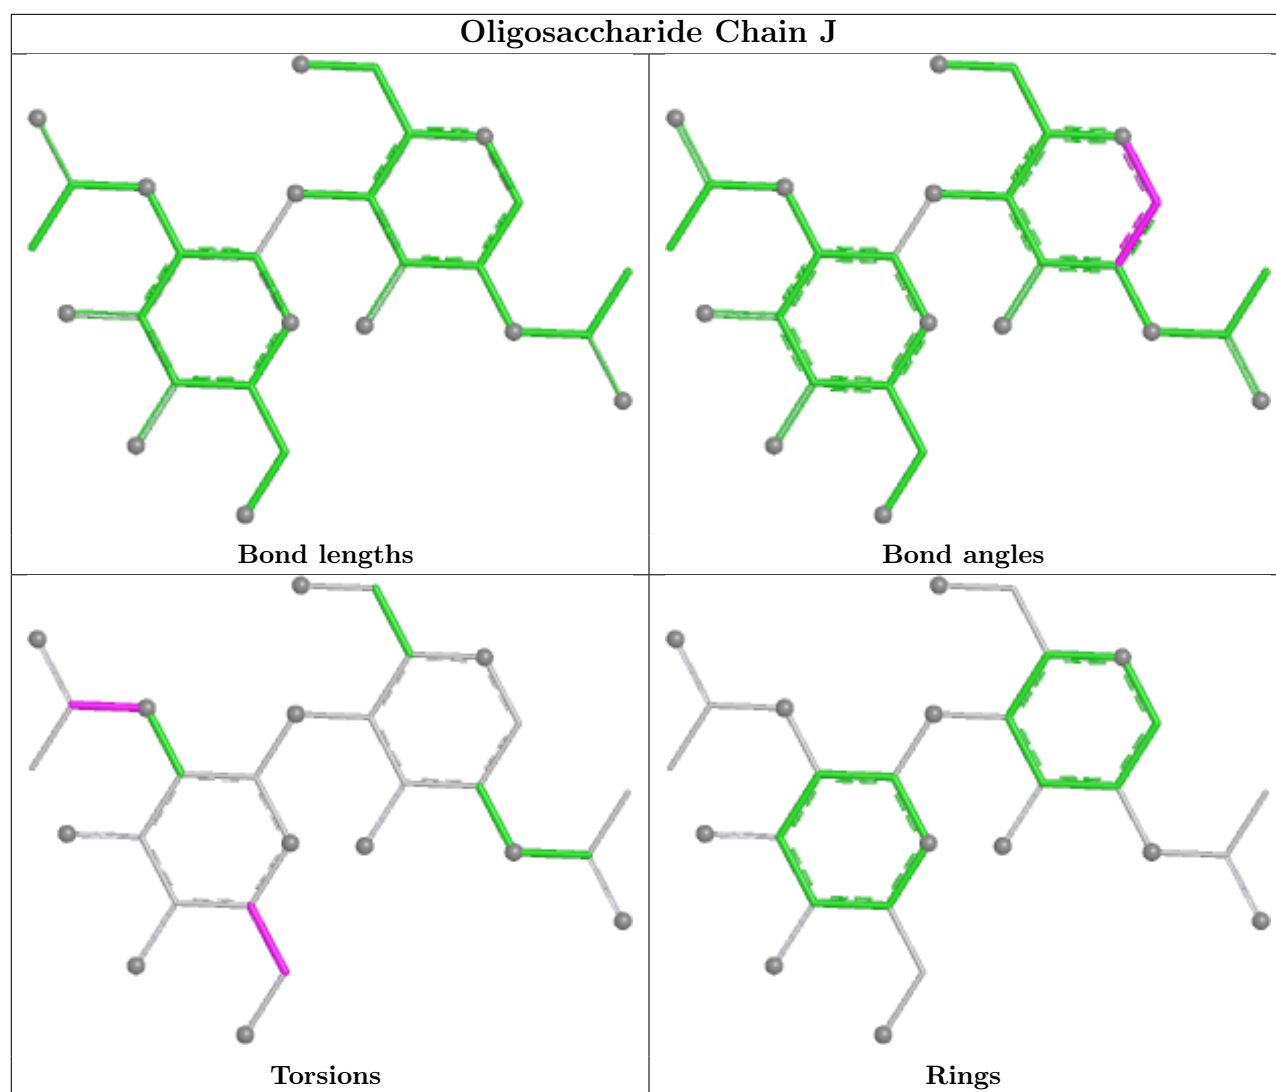 Oligosaccharide Chain J
Bond lengths
Bond angles
Torsions
Rings